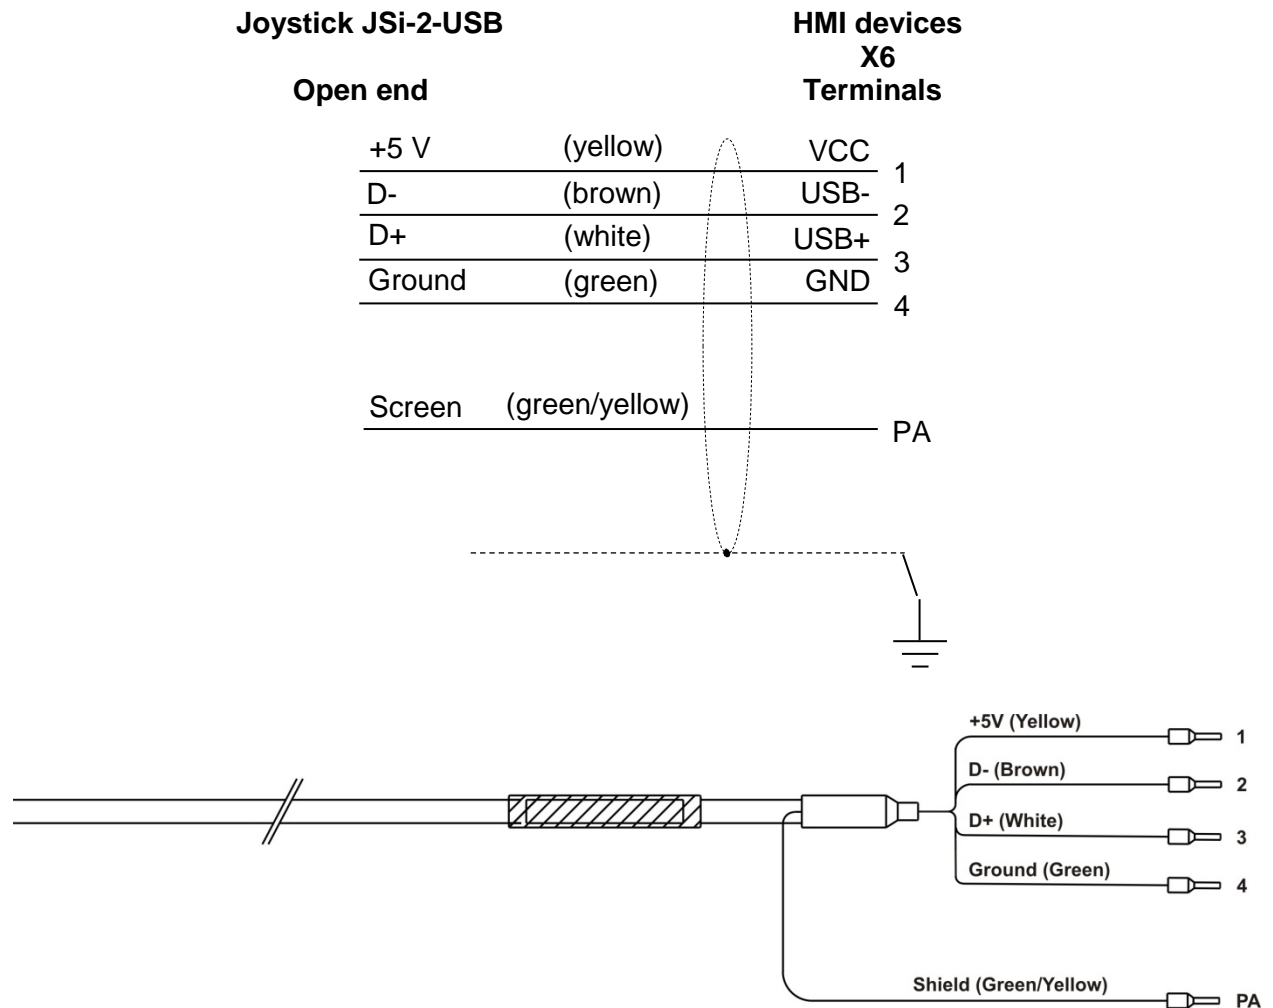 Joystick JSi-2-USB HMI devices
X6
Open end Terminals
+5 V (yellow) VCC 1
D- (brown) USB- 2
D+ (white) USB+ 3
Ground (green) GND 4
Screen (green/yellow) PA
+5V (Yellow) 1
D- (Brown) 2
D+ (White) 3
Ground (Green) 4
Shield (Green/Yellow) PA